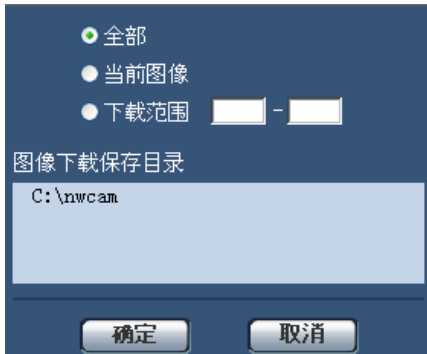 全部
当前图像
下载范围 -
图像下载保存目录
C:\nwcam
确定 取消